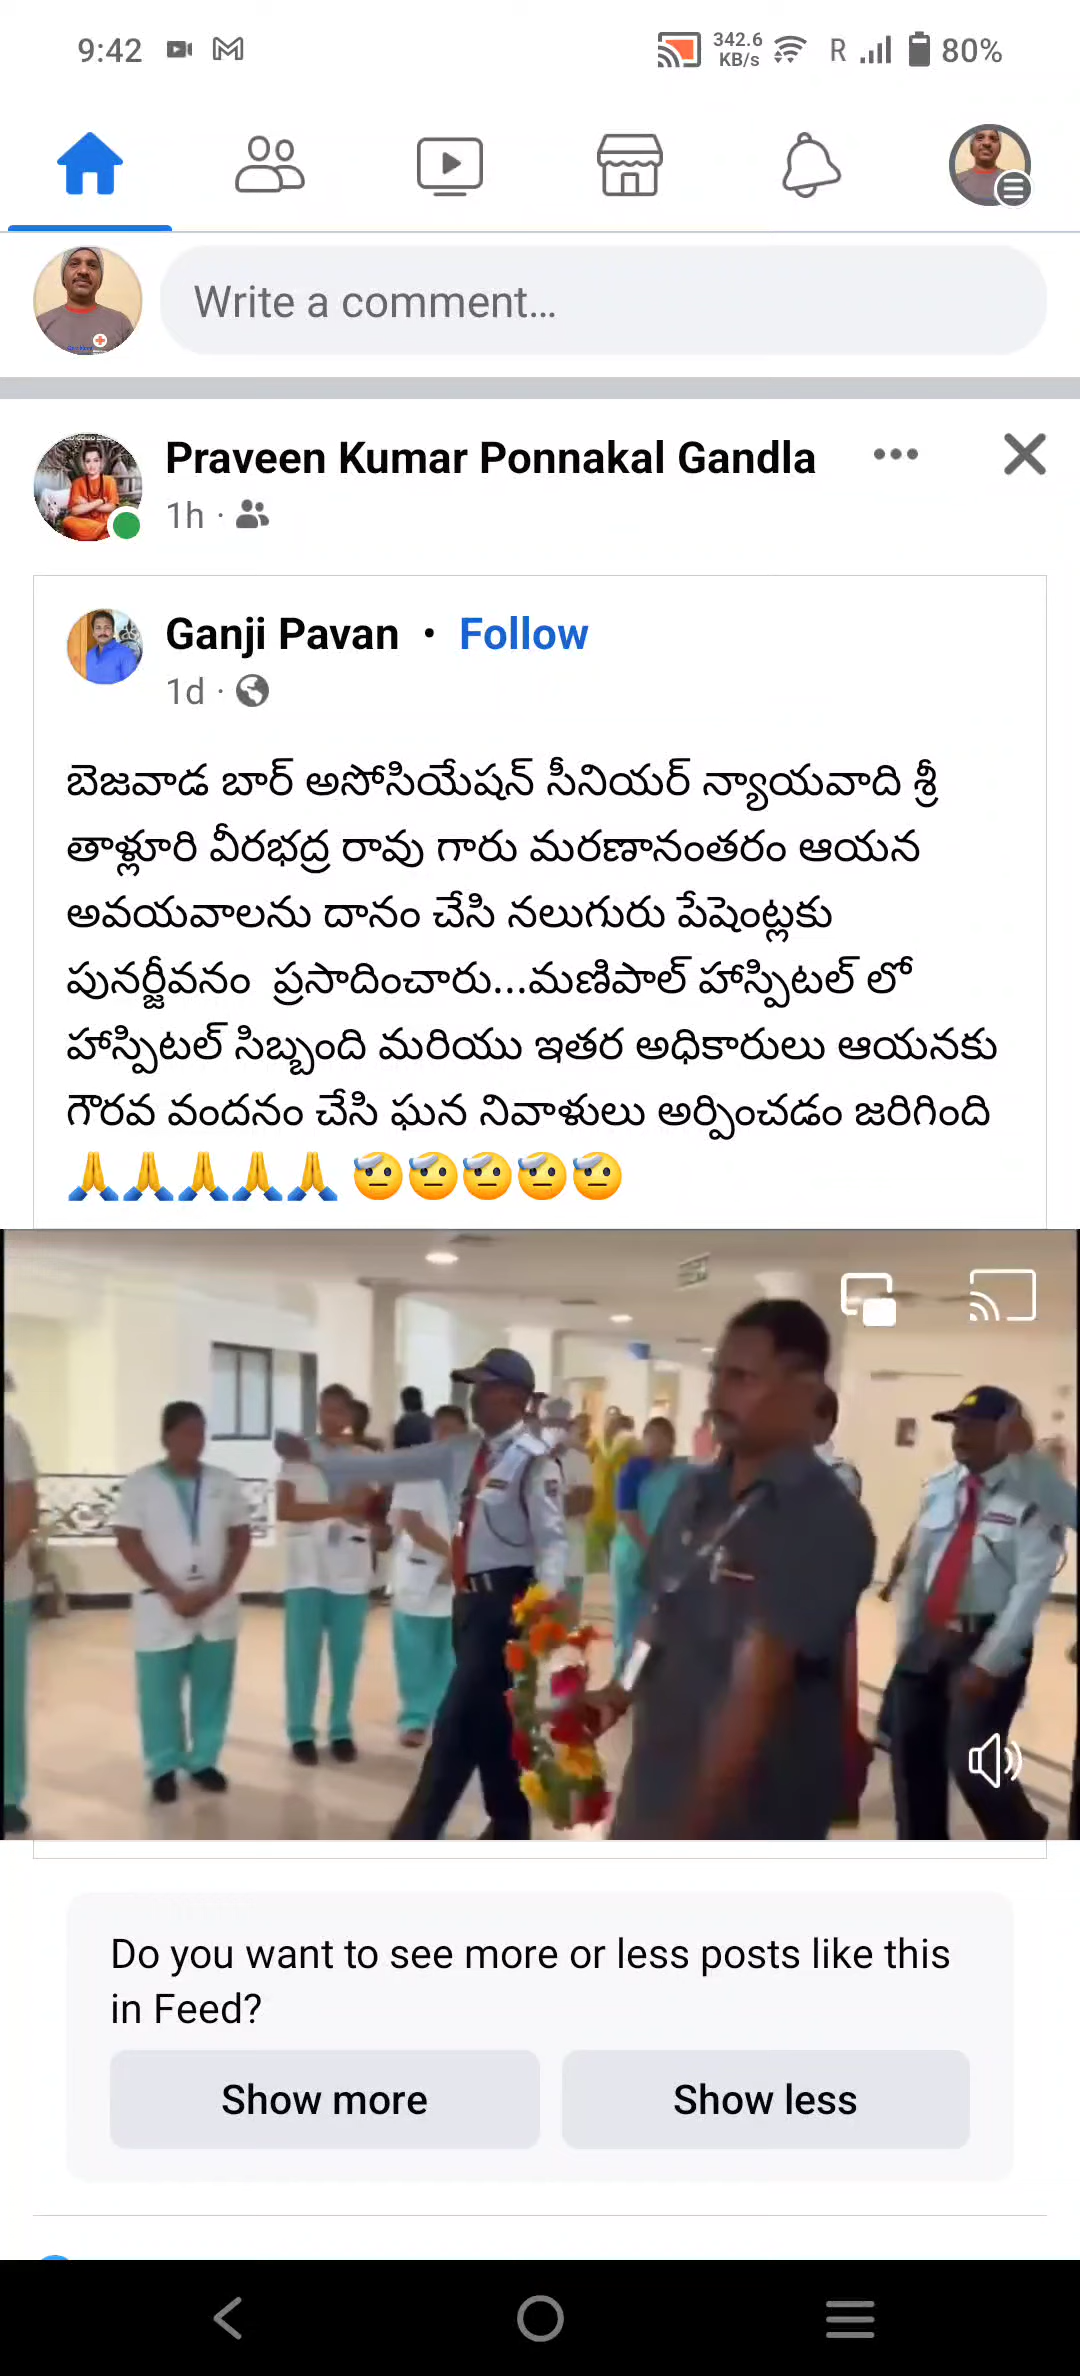 9:42 342.6 KB/s R 80%
Write a comment...
Praveen Kumar Ponnakal Gandla
1h ·
Ganji Pavan • Follow
1d ·
బెజవాడ బార్ అసోసియేషన్ సీనియర్ న్యాయవాది శ్రీ
తాళ్లూరి వీరభద్ర రావు గారు మరణానంతరం ఆయన
అవయవాలను దానం చేసి నలుగురు పేషెంట్లకు
పునర్జీవనం  ప్రసాదించారు...మణిపాల్ హాస్పిటల్ లో
హాస్పిటల్ సిబ్బంది మరియు ఇతర అధికారులు ఆయనకు
గౌరవ వందనం చేసి ఘన నివాళులు అర్పించడం జరిగింది
🙏🙏🙏🙏🙏 🤕🤕🤕🤕🤕
Do you want to see more or less posts like this
in Feed?
Show more Show less